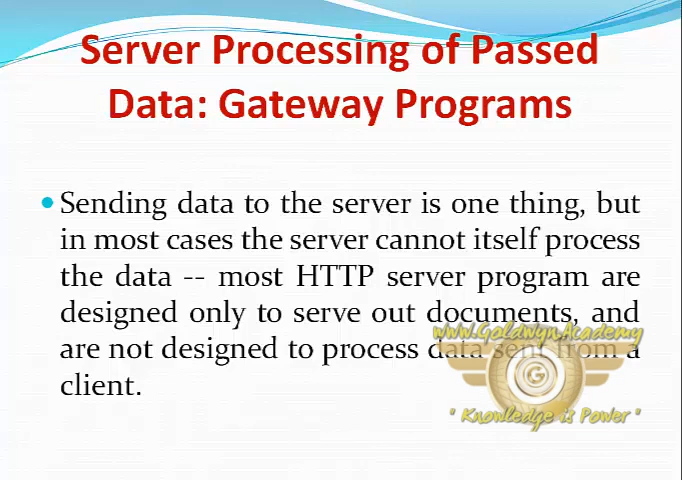 Server Processing of Passed
Data: Gateway Programs
Sending data to the server is one thing, but
in most cases the server cannot itself process
the data -- most HTTP server program are
designed only to serve out documents, and
are not designed to process data sent from a
client.
www.GoldwynAcademy
G
" Knowledge is Power "